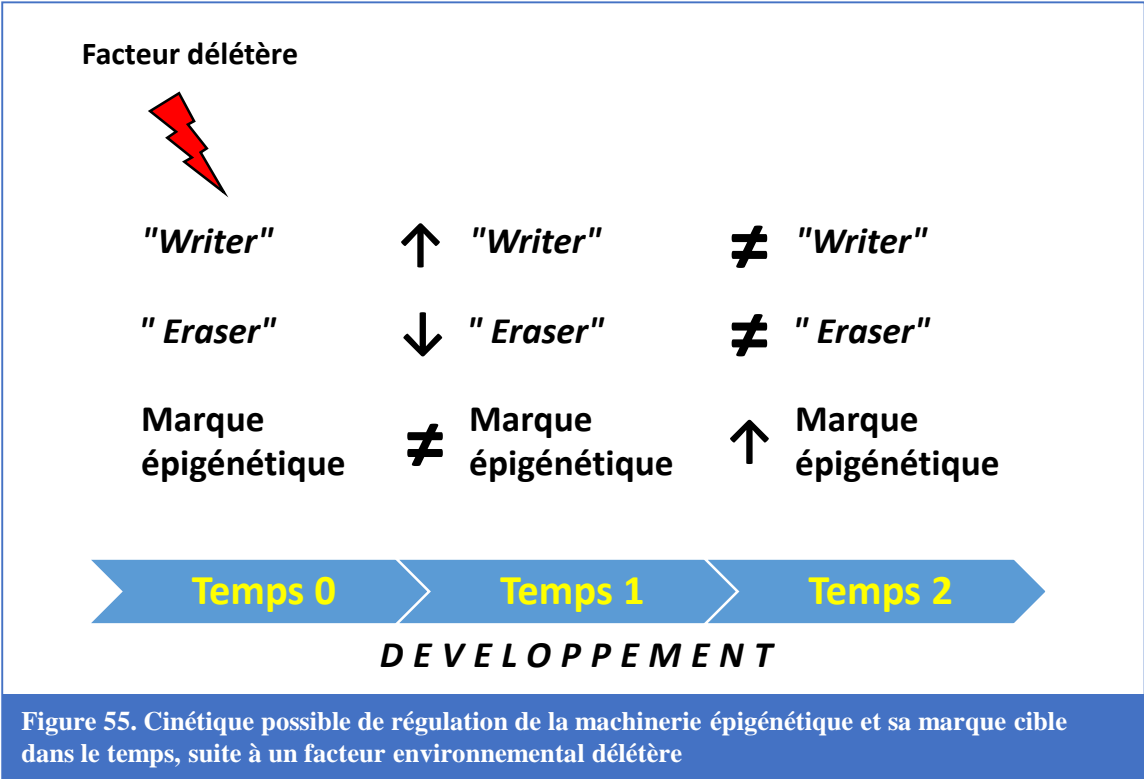 Facteur délétère
"Writer" ↑ "Writer" ≠ "Writer"
" Eraser" ↓ " Eraser" ≠ " Eraser"
Marque épigénétique ≠ Marque épigénétique ↑ Marque épigénétique
Temps 0 Temps 1 Temps 2
D E V E L O P P E M E N T
Figure 55. Cinétique possible de régulation de la machinerie épigénétique et sa marque cible
dans le temps, suite à un facteur environnemental délétère